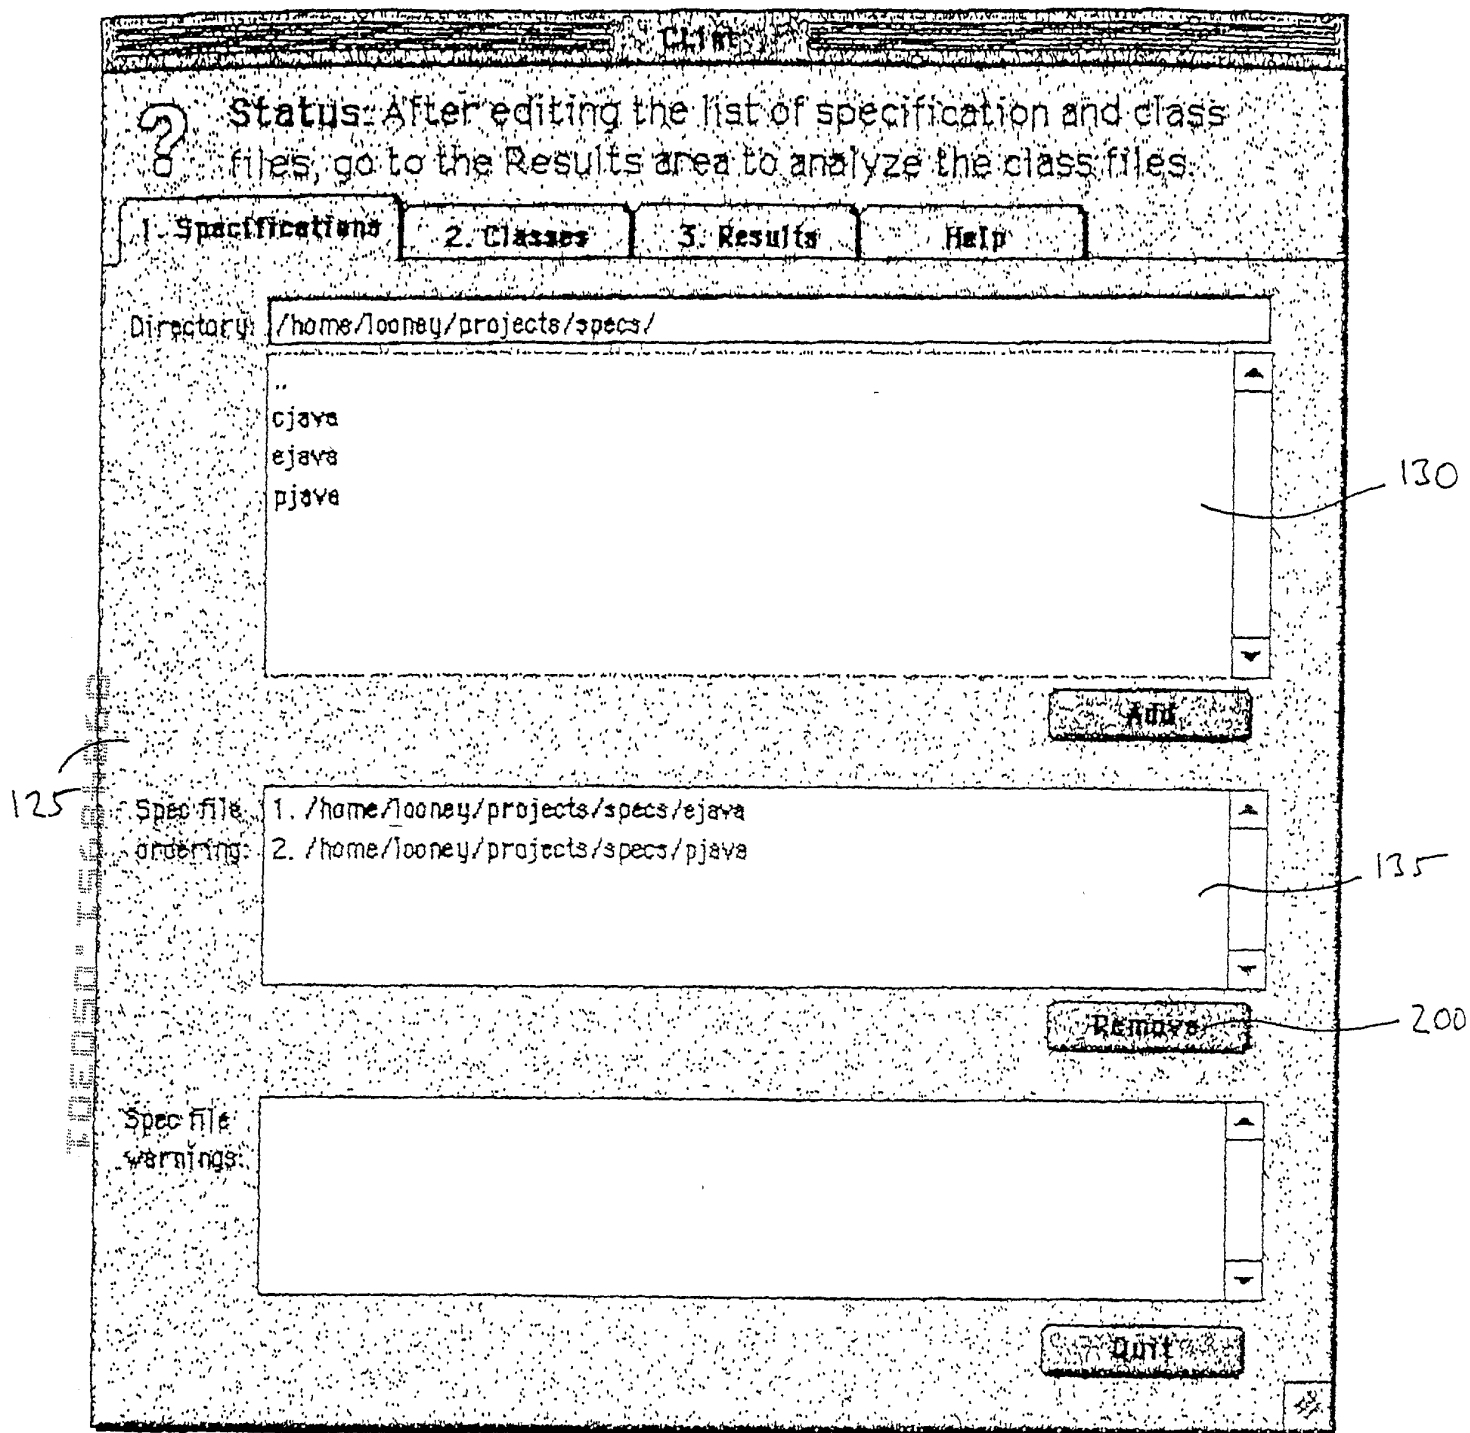 CLint
? Status: After editing the list of specification and class
files, go to the Results area to analyze the class files.
1. Specifications 2. Classes 3. Results Help
Directory: /home/looney/projects/specs/
..
cjava
ejava
pjava
130
Add
125
Spec file 1. /home/looney/projects/specs/ejava
ordering: 2. /home/looney/projects/specs/pjava
135
Remove
200
Spec file
warnings:
Quit